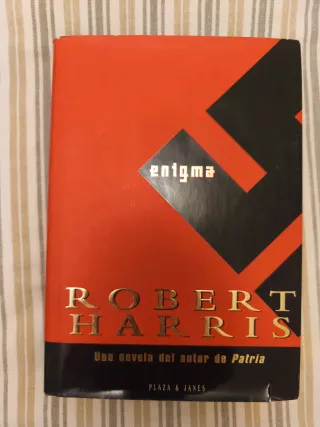 enigma
ROBERT
HARRIS
Una novela del autor de Patria
PLAZA & JANES